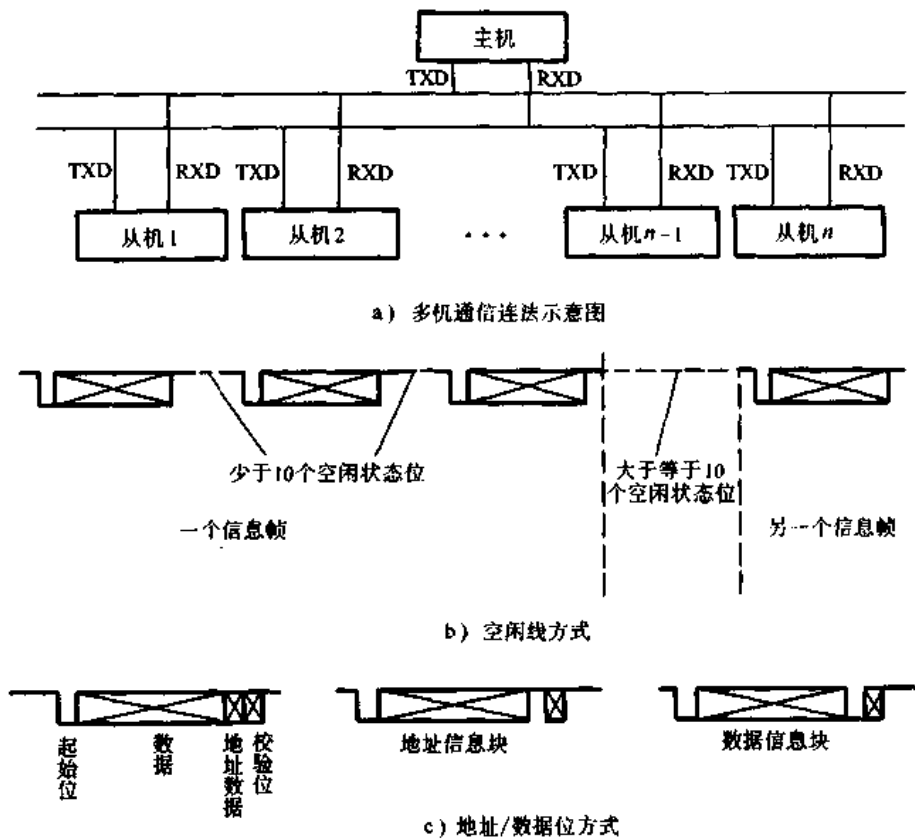 主机
TXD RXD
TXD RXD TXD RXD TXD RXD TXD RXD
从机1 从机2 ··· 从机n-1 从机n
a) 多机通信连法示意图
少于10个空闲状态位
大于等于10
个空闲状态位
一个信息帧
另一个信息帧
b) 空闲线方式
起始位
数据
地址数据
校验位
地址信息块
数据信息块
c) 地址/数据位方式